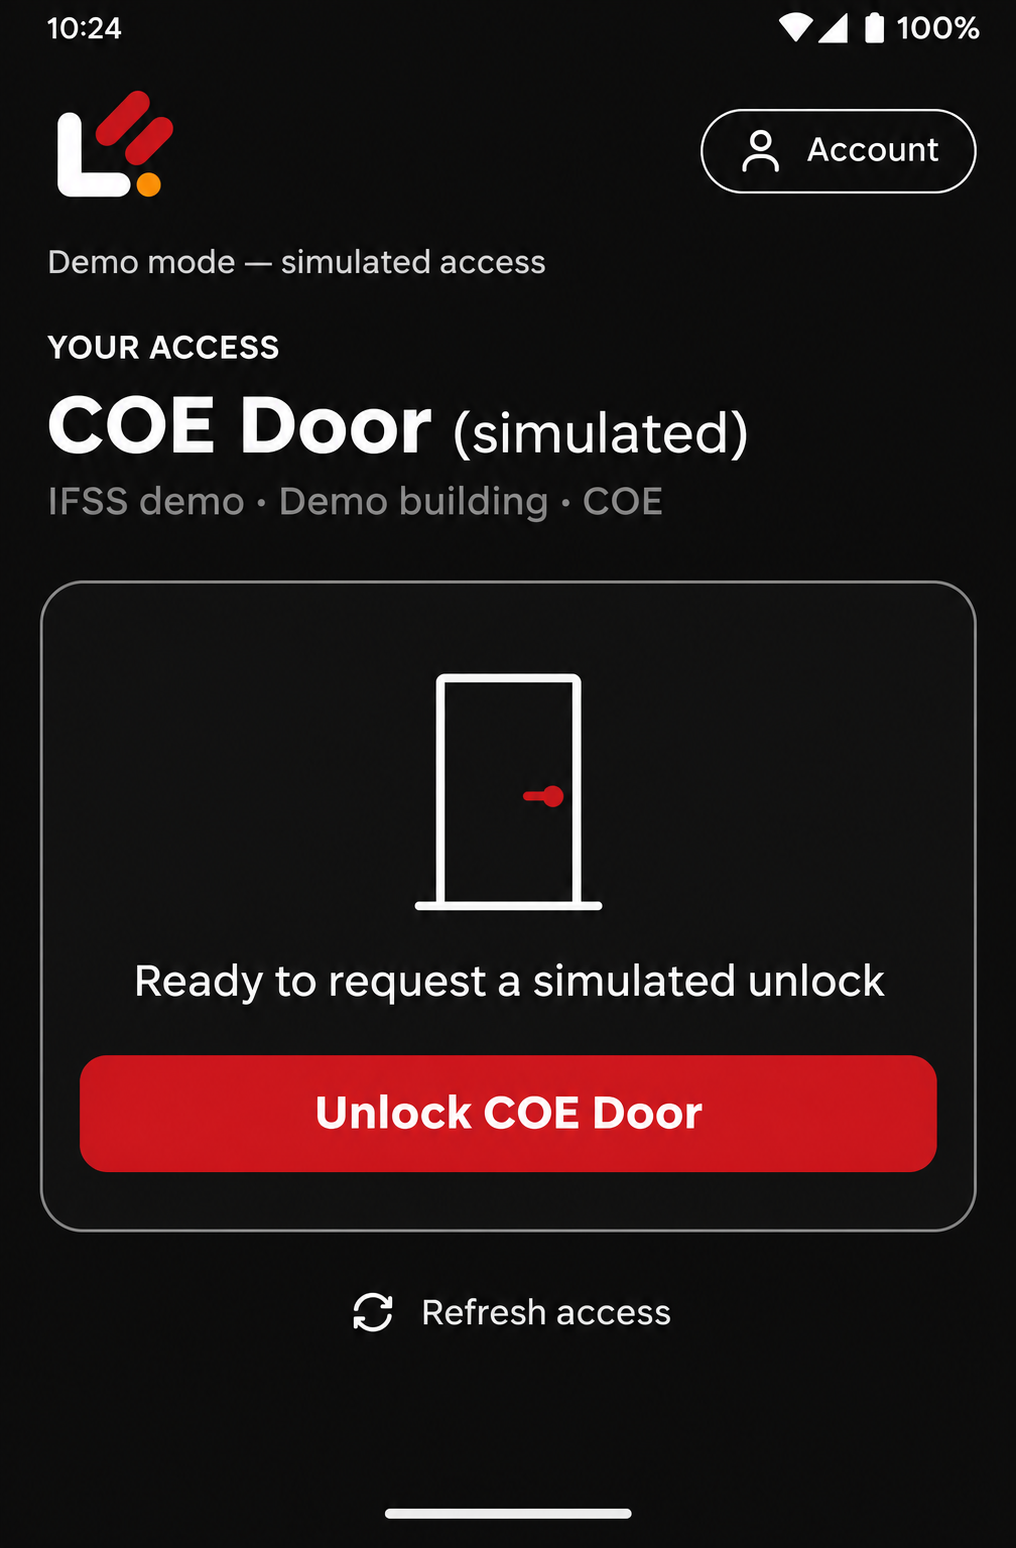 10:24
100%
Account
Demo mode — simulated access
YOUR ACCESS
COE Door (simulated)
IFSS demo • Demo building • COE
Ready to request a simulated unlock
Unlock COE Door
Refresh access